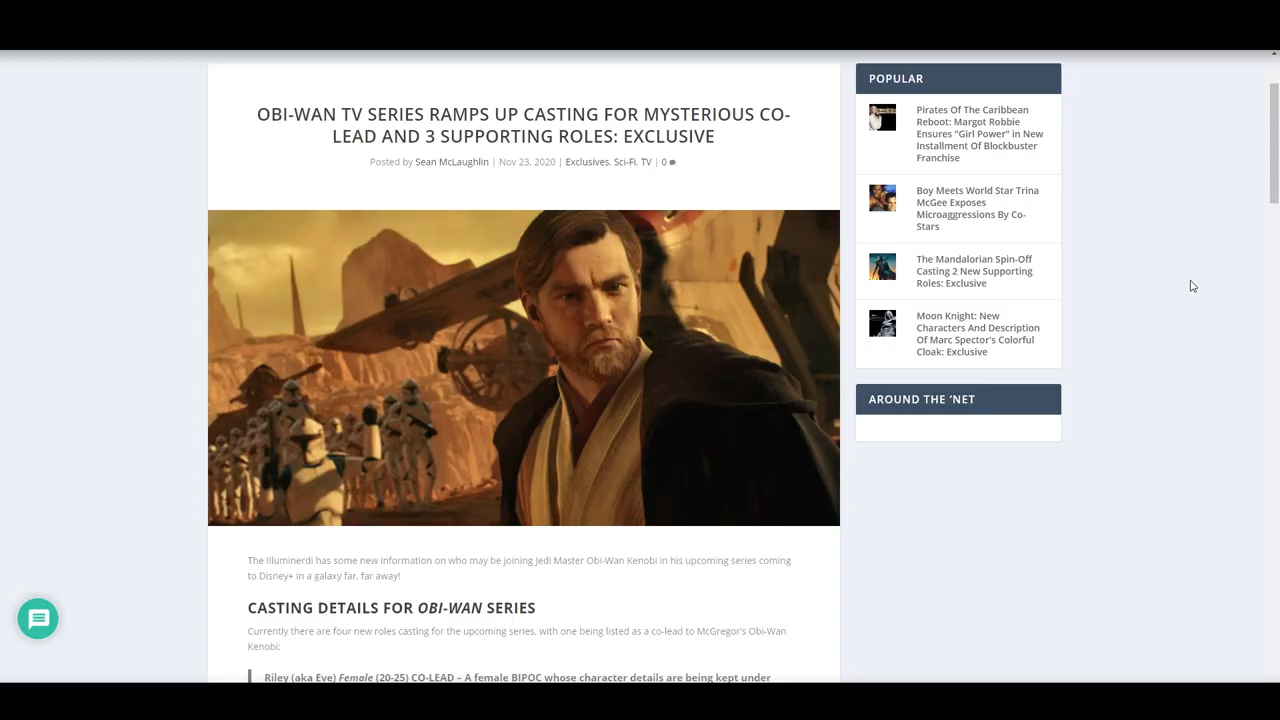 OBI-WAN TV SERIES RAMPS UP CASTING FOR MYSTERIOUS CO-
LEAD AND 3 SUPPORTING ROLES: EXCLUSIVE
Posted by Sean McLaughlin | Nov 23, 2020 | Exclusives, Sci-Fi, TV | 0
The Illuminerdi has some new information on who may be joining Jedi Master Obi-Wan Kenobi in his upcoming series coming
to Disney+ in a galaxy far, far away!
CASTING DETAILS FOR OBI-WAN SERIES
Currently there are four new roles casting for the upcoming series, with one being listed as a co-lead to McGregor's Obi-Wan
Kenobi:
Riley (aka Eve) Female (20-25) CO-LEAD – A female BIPOC whose character details are being kept under
POPULAR
Pirates Of The Caribbean
Reboot: Margot Robbie
Ensures "Girl Power" in New
Installment Of Blockbuster
Franchise
Boy Meets World Star Trina
McGee Exposes
Microaggressions By Co-
Stars
The Mandalorian Spin-Off
Casting 2 New Supporting
Roles: Exclusive
Moon Knight: New
Characters And Description
Of Marc Spector's Colorful
Cloak: Exclusive
AROUND THE 'NET